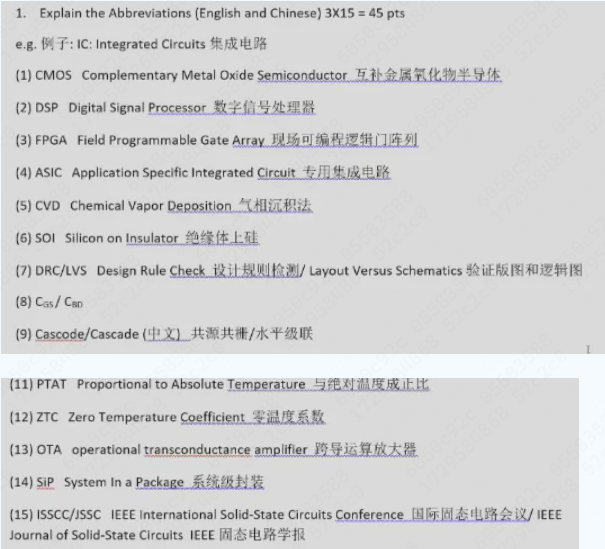 1. Explain the Abbreviations (English and Chinese) 3X15 = 45 pts
e.g. 例子: IC: Integrated Circuits 集成电路
(1) CMOS Complementary Metal Oxide Semiconductor 互补金属氧化物半导体
(2) DSP Digital Signal Processor 数字信号处理器
(3) FPGA Field Programmable Gate Array 现场可编程逻辑门阵列
(4) ASIC Application Specific Integrated Circuit 专用集成电路
(5) CVD Chemical Vapor Deposition 气相沉积法
(6) SOI Silicon on Insulator 绝缘体上硅
(7) DRC/LVS Design Rule Check 设计规则检测/ Layout Versus Schematics 验证版图和逻辑图
(8) CGS / CBD
(9) Cascode/Cascade (中文) 共源共栅/水平级联
(11) PTAT Proportional to Absolute Temperature 与绝对温度成正比
(12) ZTC Zero Temperature Coefficient 零温度系数
(13) OTA operational transconductance amplifier 跨导运算放大器
(14) SiP System In a Package 系统级封装
(15) ISSCC/JSSC IEEE International Solid-State Circuits Conference 国际固态电路会议/ IEEE
Journal of Solid-State Circuits IEEE 固态电路学报